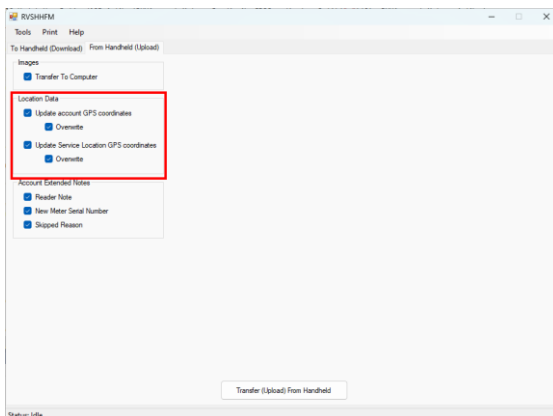 RVSHHFM
Tools Print Help
To Handheld (Download) From Handheld (Upload)
Images
Transfer To Computer
Location Data
Update account GPS coordinates
Overwrite
Update Service Location GPS coordinates
Overwrite
Account Extended Notes
Reader Note
New Meter Serial Number
Skipped Reason
Transfer (Upload) From Handheld
Status: Idle